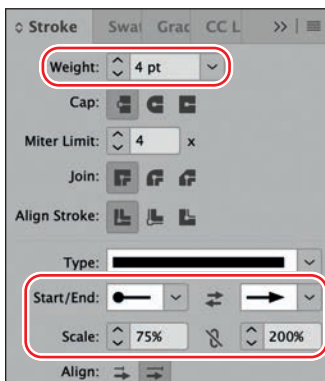 Stroke Swa Grad CC L
Weight: 4 pt
Cap:
Miter Limit: 4 x
Join:
Align Stroke:
Type:
Start/End:
Scale: 75% 200%
Align: